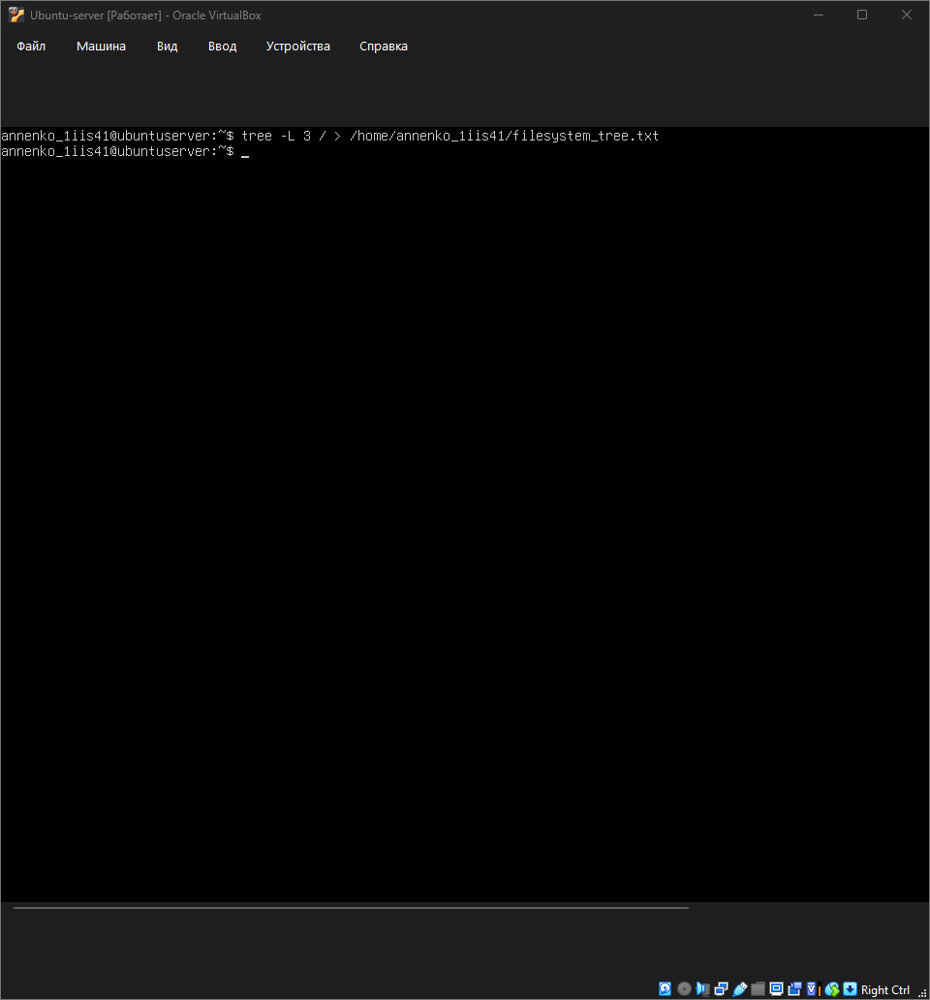 Ubuntu-server [Работает] - Oracle VirtualBox
Файл Машина Вид Ввод Устройства Справка
annenko_1iis41@ubuntuserver:~$ tree -L 3 / > /home/annenko_1iis41/filesystem_tree.txt
annenko_1iis41@ubuntuserver:~$ _
Right Ctrl